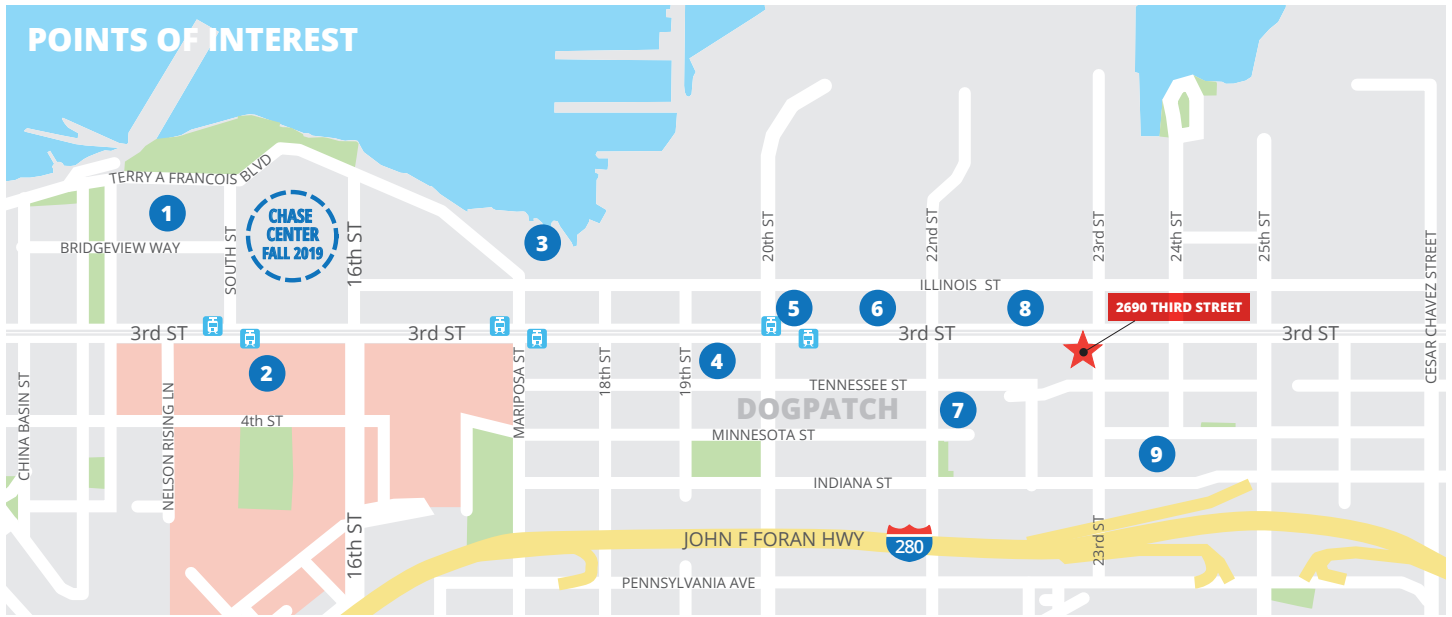 POINTS OF INTEREST
TERRY A FRANCOIS BLVD
1
BRIDGEVIEW WAY
SOUTH ST
CHASE
CENTER
FALL 2019
16th ST
3
20th ST
22nd ST
23rd ST
24th ST
25th ST
CESAR CHAVEZ STREET
ILLINOIS ST
5
6
8
2690 THIRD STREET
3rd ST
3rd ST
3rd ST
3rd ST
2
4
CHINA BASIN ST
NELSON RISING LN
MARIPOSA ST
18th ST
19th ST
TENNESSEE ST
DOGPATCH
7
4th ST
MINNESOTA ST
9
INDIANA ST
16th ST
JOHN F FORAN HWY
280
23rd ST
PENNSYLVANIA AVE